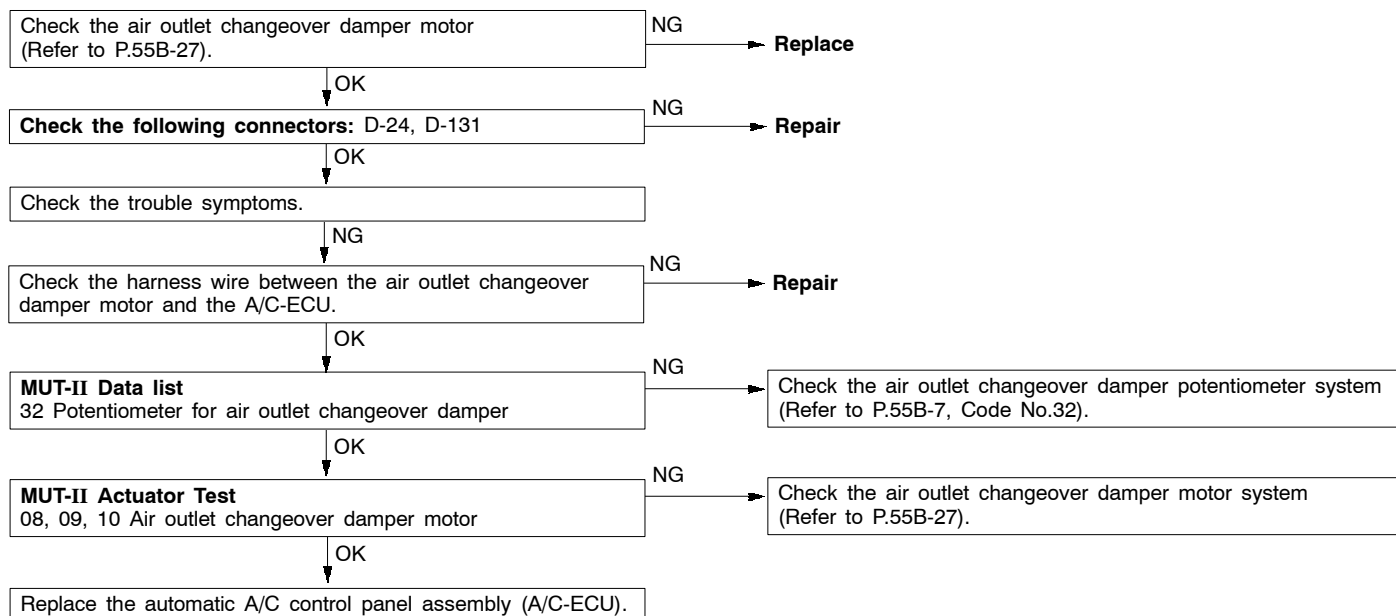 Check the air outlet changeover damper motor
(Refer to P.55B-27).
NG
Replace
OK
Check the following connectors: D-24, D-131
NG
Repair
OK
Check the trouble symptoms.
NG
Check the harness wire between the air outlet changeover
damper motor and the A/C-ECU.
NG
Repair
OK
MUT-II Data list
32 Potentiometer for air outlet changeover damper
NG
Check the air outlet changeover damper potentiometer system
(Refer to P.55B-7, Code No.32).
OK
MUT-II Actuator Test
08, 09, 10 Air outlet changeover damper motor
NG
Check the air outlet changeover damper motor system
(Refer to P.55B-27).
OK
Replace the automatic A/C control panel assembly (A/C-ECU).